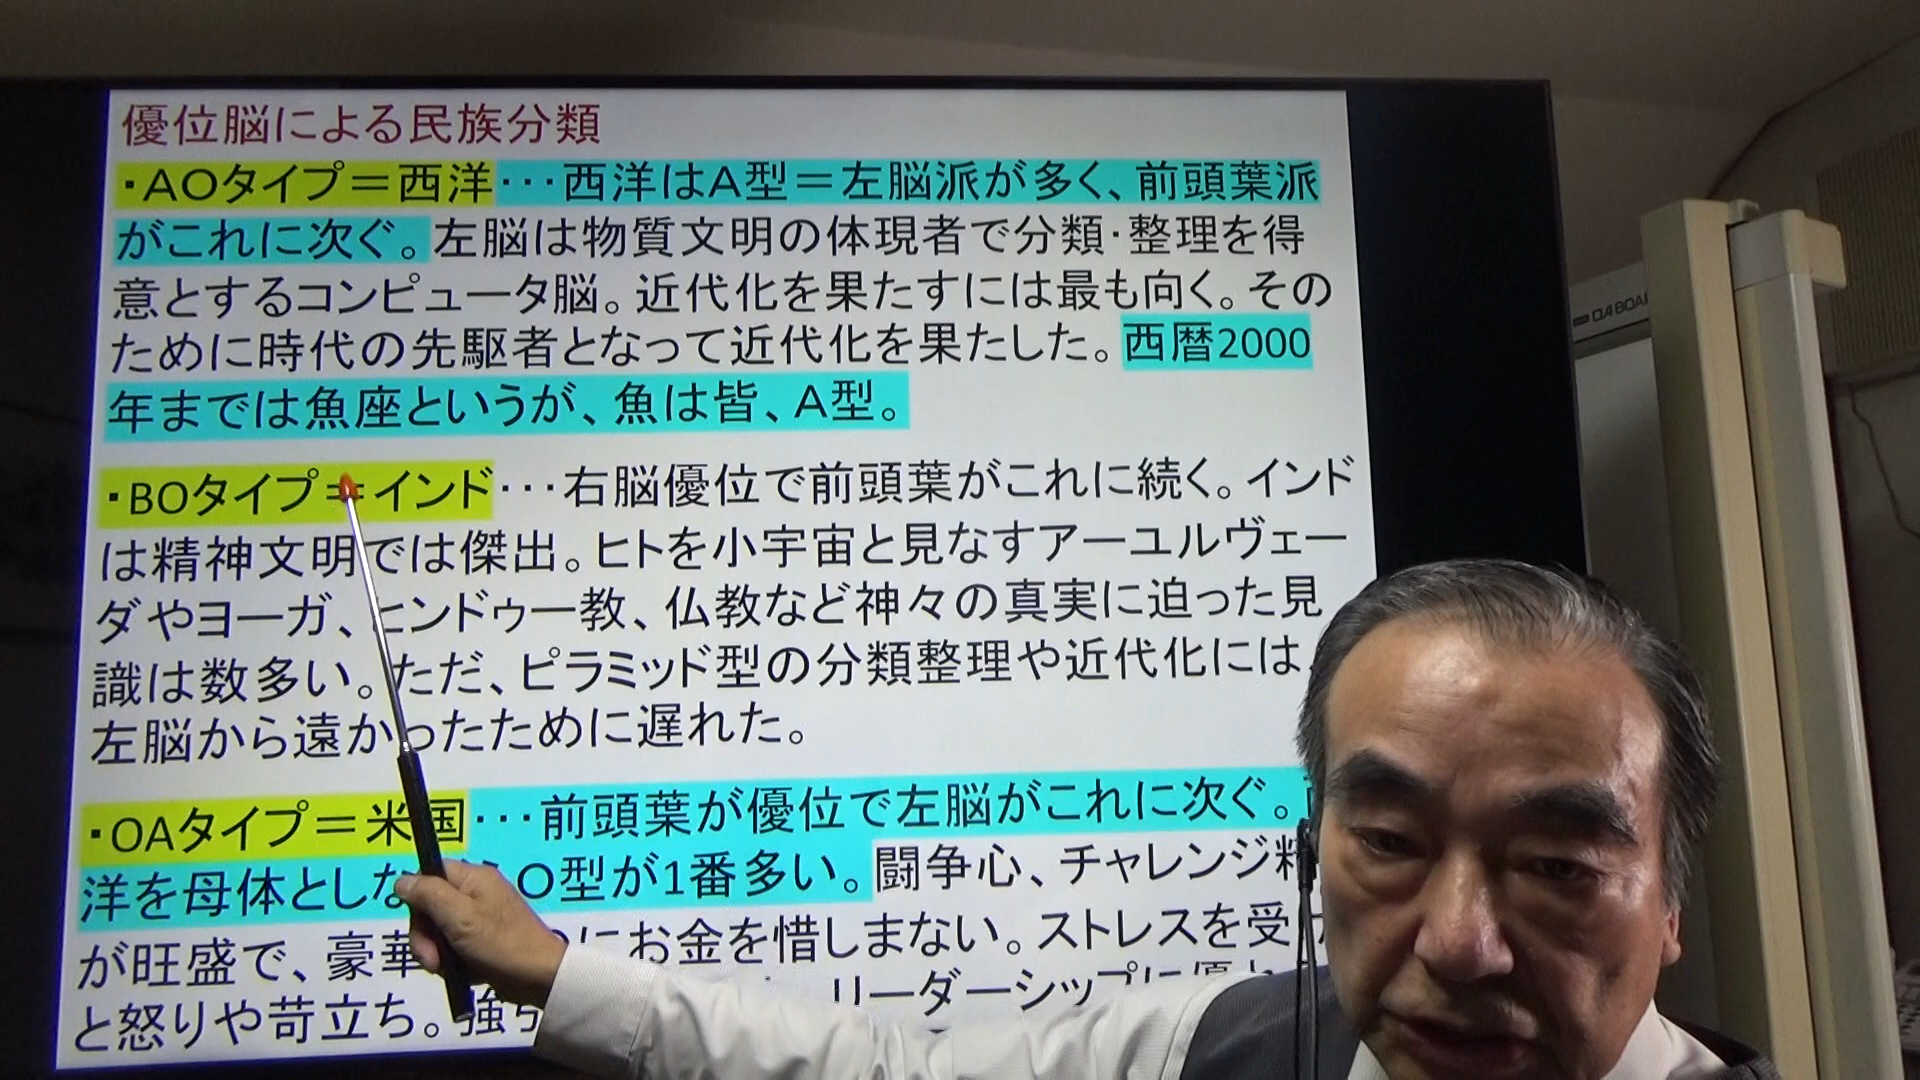 優位脳による民族分類
・AOタイプ＝西洋･･･西洋はA型＝左脳派が多く、前頭葉派
がこれに次ぐ。左脳は物質文明の体現者で分類･整理を得
意とするコンピュータ脳。近代化を果たすには最も向く。その
ために時代の先駆者となって近代化を果たした。西暦2000
年までは魚座というが、魚は皆、A型。
・BOタイプ＝インド･･･右脳優位で前頭葉がこれに続く。インド
は精神文明では傑出。ヒトを小宇宙と見なすアーユルヴェー
ダやヨーガ、ヒンドゥー教、仏教など神々の真実に迫った見
識は数多い。ただ、ピラミッド型の分類整理や近代化には、
左脳から遠かったために遅れた。
・OAタイプ＝米国･･･前頭葉が優位で左脳がこれに次ぐ。
洋を母体としな O型が1番多い。闘争心、チャレンジ精
が旺盛で、豪華 にお金を惜しまない。ストレスを受け
と怒りや苛立ち。強 リーダーシップに優
OA BOA